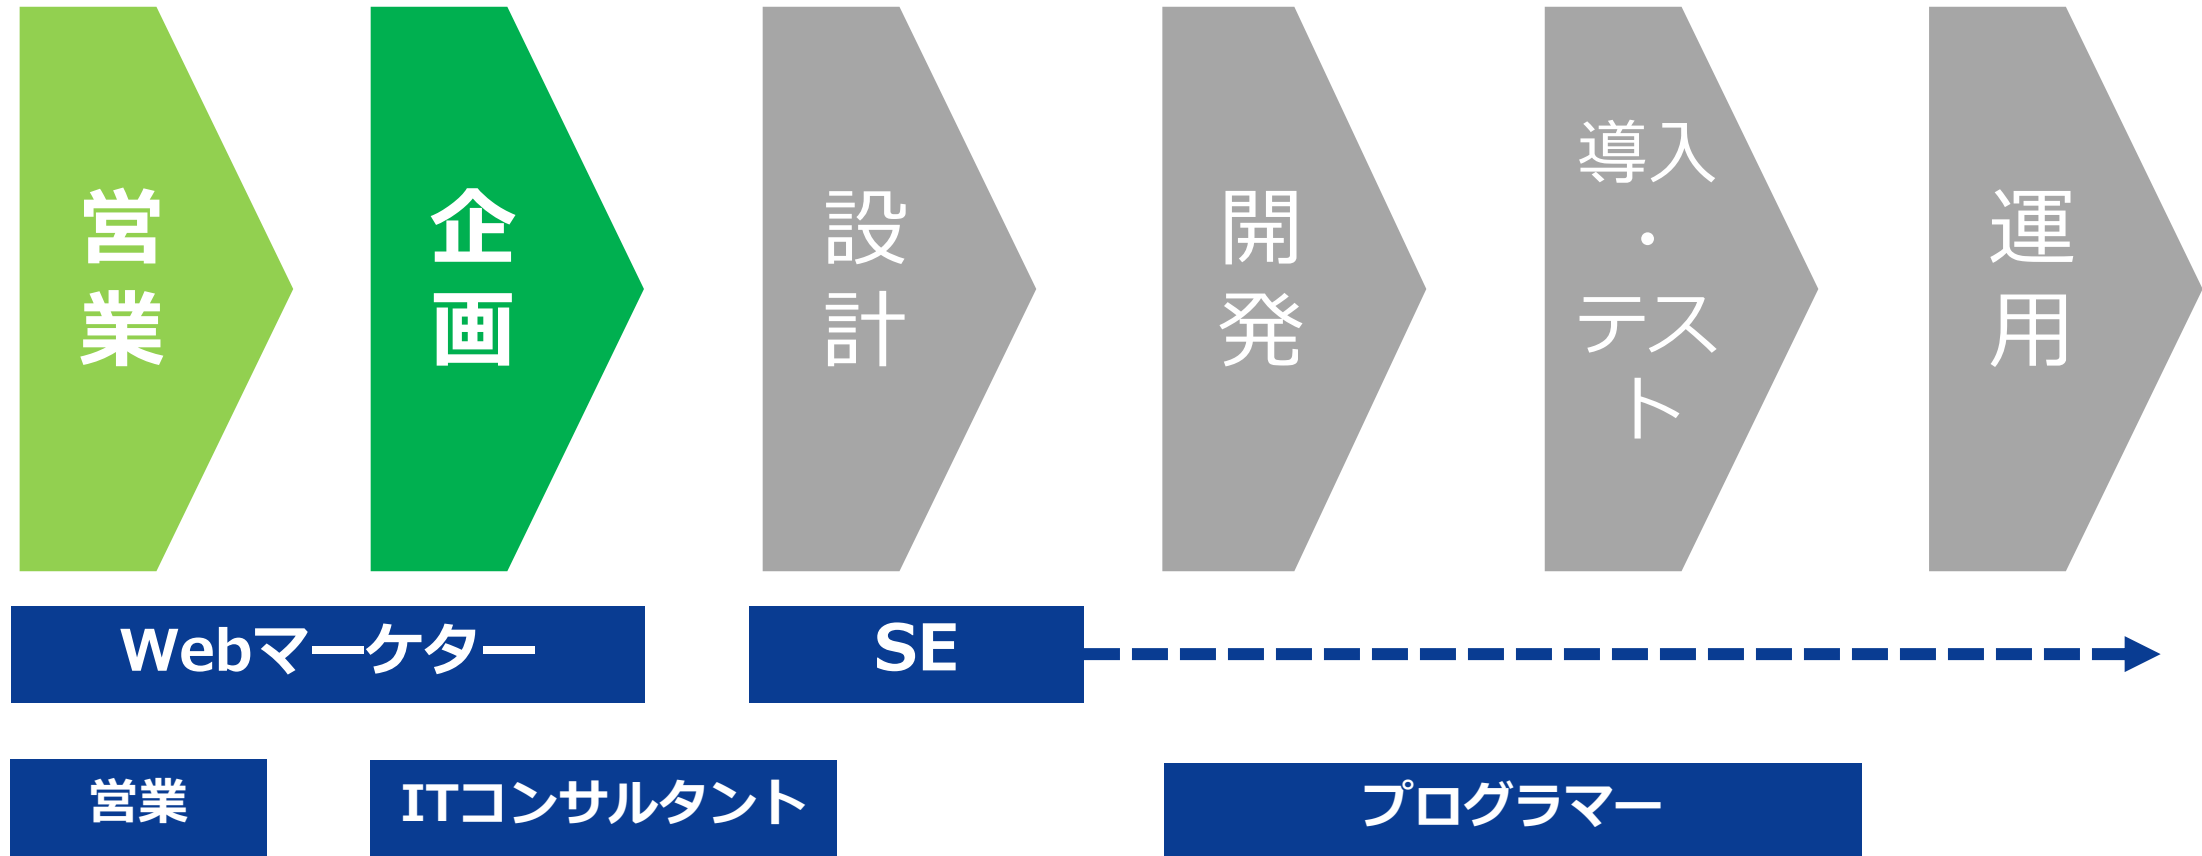 営
業
企
画
設
計
開
発
導入
・
テス
ト
運
用
Webマーケター
SE
営業
ITコンサルタント
プログラマー